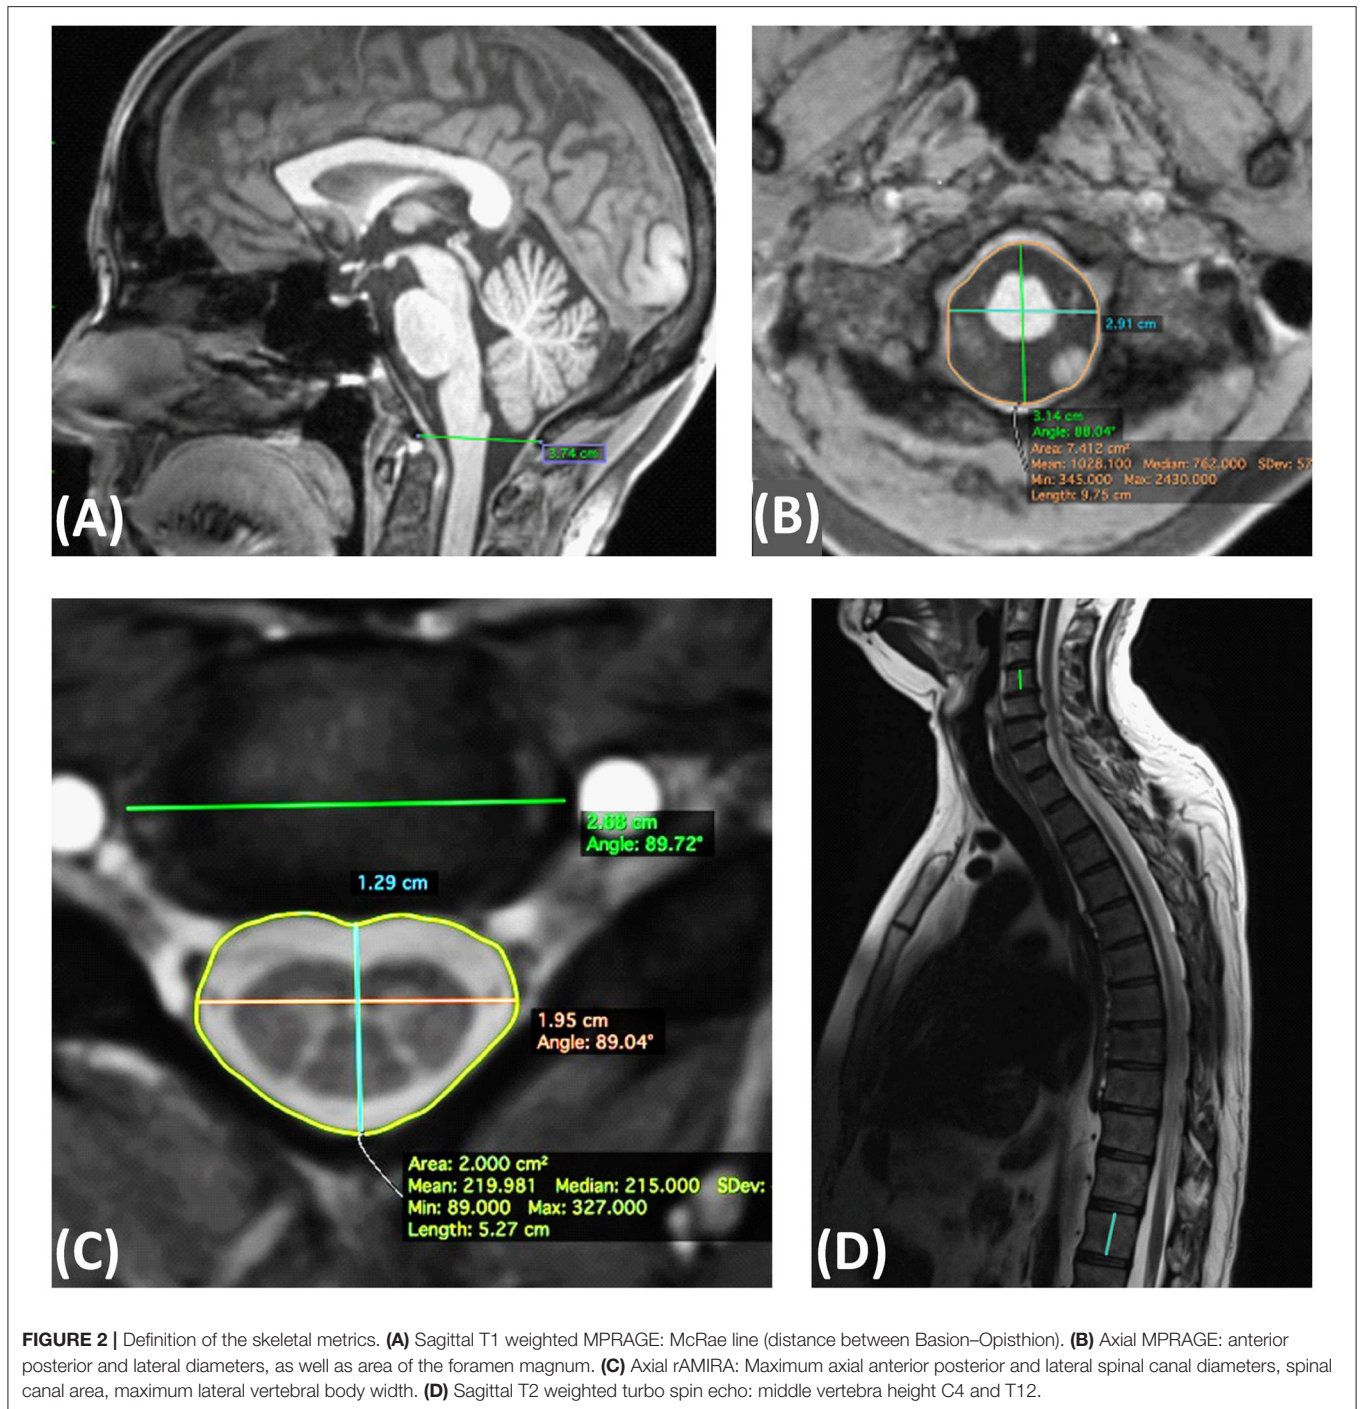 3.74 cm
(A)
2.91 cm
3.14 cm
Angle: 88.04°
Area: 7.412 cm²
Mean: 1028.100 Median: 762.000 SDev: 57
Min: 345.000 Max: 2430.000
Length: 9.75 cm
(B)
2.68 cm
Angle: 89.72°
1.29 cm
1.95 cm
Angle: 89.04°
Area: 2.000 cm²
Mean: 219.981 Median: 215.000 SDev:
Min: 89.000 Max: 327.000
Length: 5.27 cm
(C)
(D)
FIGURE 2 | Definition of the skeletal metrics. (A) Sagittal T1 weighted MPRAGE: McRae line (distance between Basion–Opisthion). (B) Axial MPRAGE: anterior
posterior and lateral diameters, as well as area of the foramen magnum. (C) Axial rAMIRA: Maximum axial anterior posterior and lateral spinal canal diameters, spinal
canal area, maximum lateral vertebral body width. (D) Sagittal T2 weighted turbo spin echo: middle vertebra height C4 and T12.